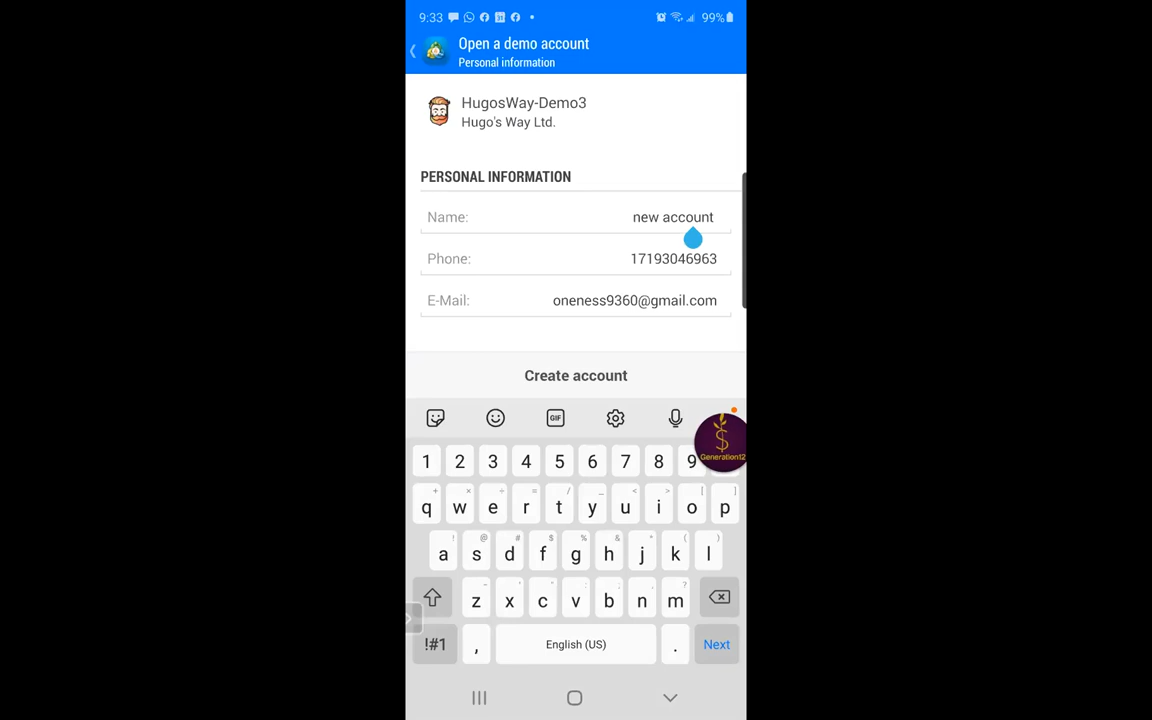 9:33
99%
Open a demo account
Personal information
HugosWay-Demo3
Hugo's Way Ltd.
PERSONAL INFORMATION
Name: new account
Phone: 17193046963
E-Mail: oneness9360@gmail.com
Create account
GIF
Generation12
1 2 3 4 5 6 7 8 9
q w e r t y u i o p
a s d f g h j k l
z x c v b n m
!#1 , English (US) . Next